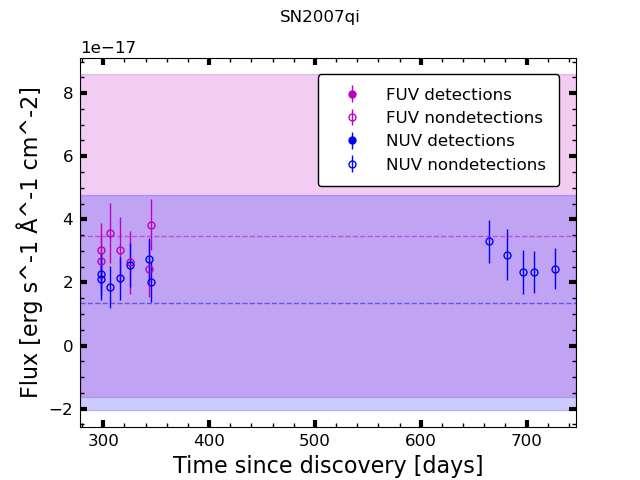 SN2007qi
1e−17
8
6
4
2
0
−2
FUV detections
FUV nondetections
NUV detections
NUV nondetections
300 400 500 600 700
Time since discovery [days]
Flux [erg s^-1 Å^-1 cm^-2]